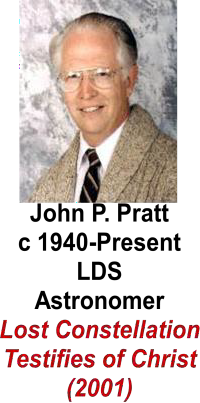 John P. Pratt
c 1940-Present
LDS
Astronomer
Lost Constellation
Testifies of Christ
(2001)